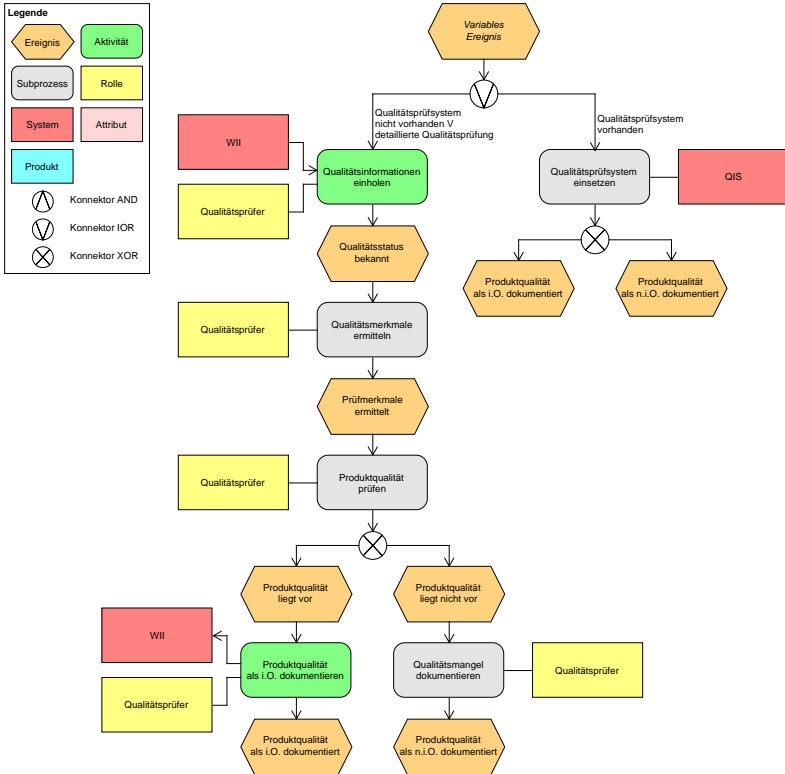 Legende
Ereignis
Aktivität
Subprozess
Rolle
System
Attribut
Produkt
Konnektor AND
Konnektor IOR
Konnektor XOR
Variables
Ereignis
Qualitätsprüfsystem
nicht vorhanden V
detaillierte Qualitätsprüfung
Qualitätsprüfsystem
vorhanden
WII
Qualitätsprüfer
Qualitätsinformationen
einholen
Qualitätsprüfsystem
einsetzen
QIS
Qualitätsstatus
bekannt
Produktqualität
als i.O. dokumentiert
Produktqualität
als n.i.O. dokumentiert
Qualitätsprüfer
Qualitätsmerkmale
ermitteln
Prüfmerkmale
ermittelt
Qualitätsprüfer
Produktqualität
prüfen
Produktqualität
liegt vor
Produktqualität
liegt nicht vor
WII
Qualitätsprüfer
Produktqualität
als i.O. dokumentieren
Qualitätsmangel
dokumentieren
Qualitätsprüfer
Produktqualität
als i.O. dokumentiert
Produktqualität
als n.i.O. dokumentiert